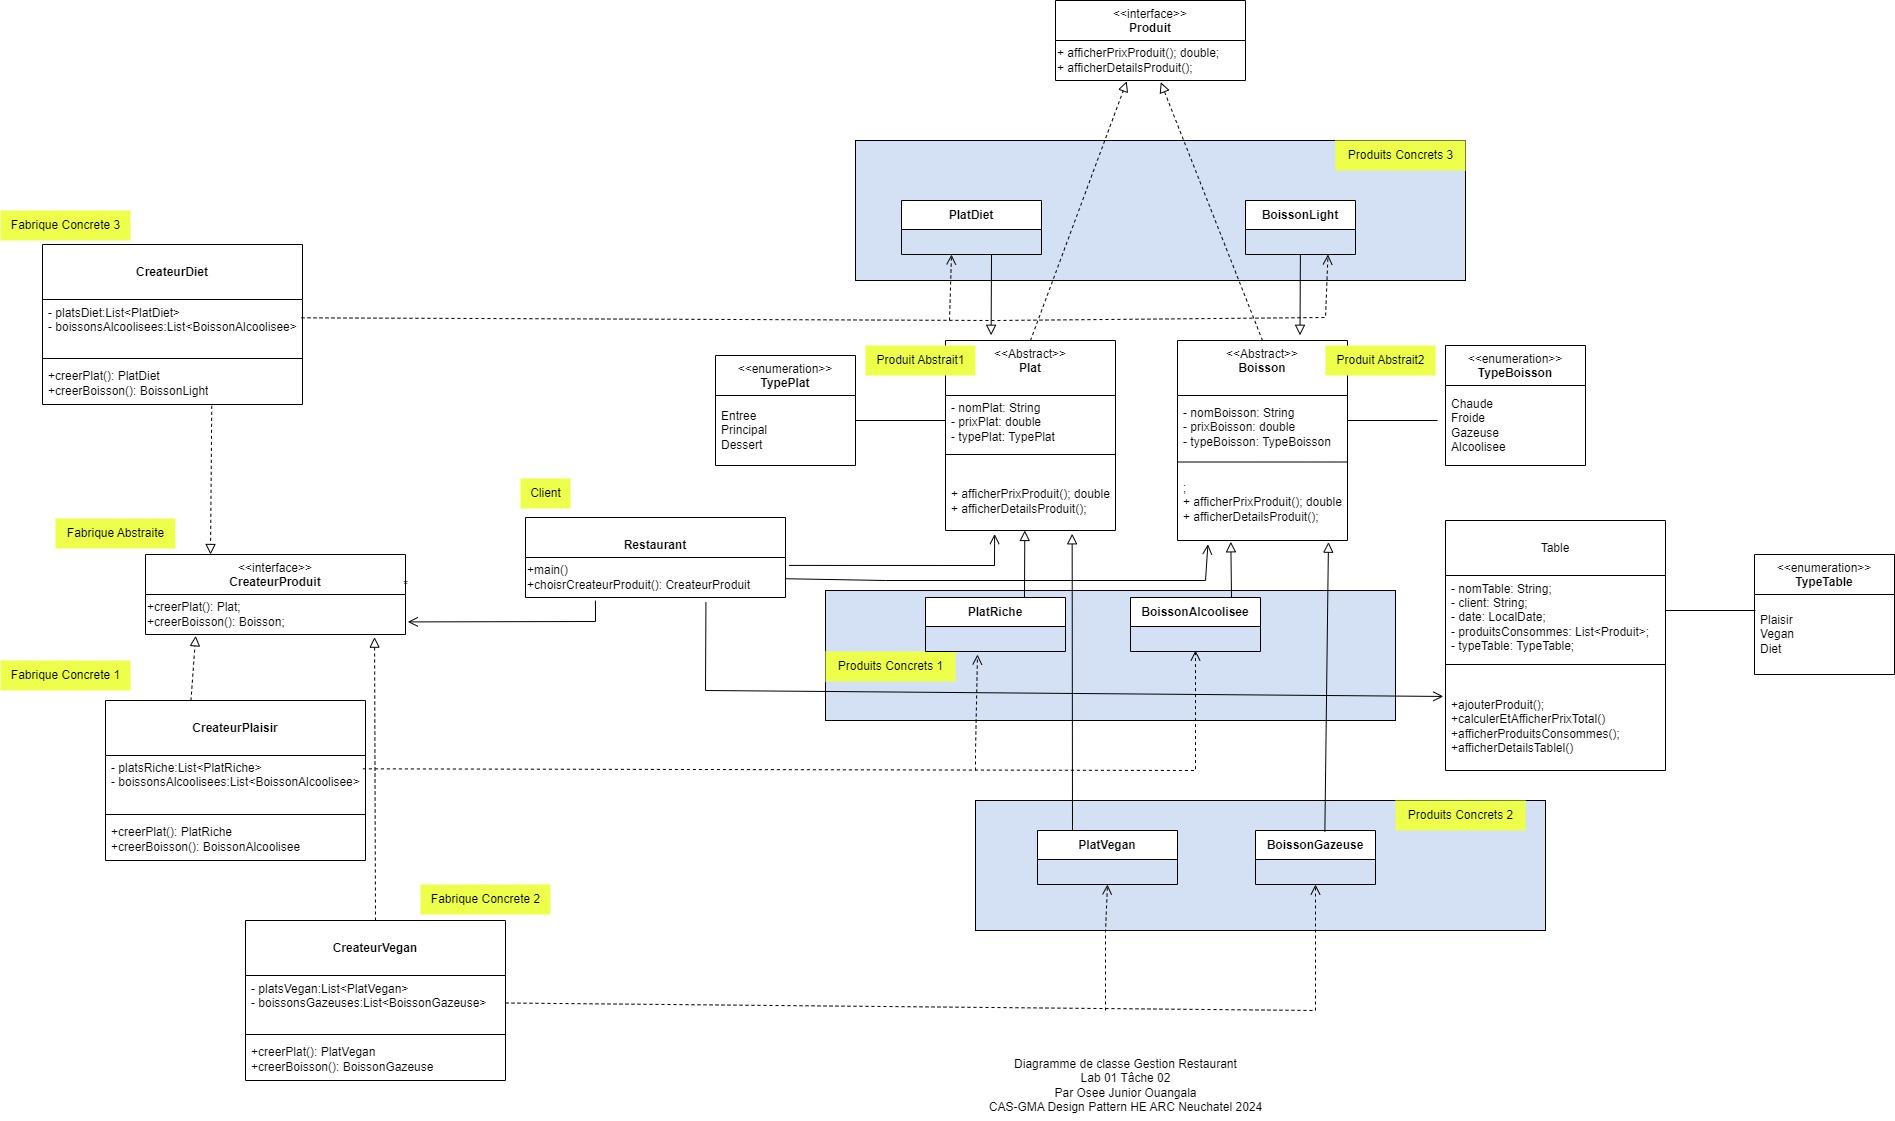 <<interface>>
Produit
+ afficherPrixProduit(); double;
+ afficherDetailsProduit();
Produits Concrets 3
PlatDiet
BoissonLight
Fabrique Concrete 3
CreateurDiet
- platsDiet:List<PlatDiet>
- boissonsAlcoolisees:List<BoissonAlcoolisee>
+creerPlat(): PlatDiet
+creerBoisson(): BoissonLight
<<enumeration>>
TypePlat
Entree
Principal
Dessert
Produit Abstrait1
<<Abstract>>
Plat
- nomPlat: String
- prixPlat: double
- typePlat: TypePlat
+ afficherPrixProduit(); double
+ afficherDetailsProduit();
<<Abstract>>
Boisson
- nomBoisson: String
- prixBoisson: double
- typeBoisson: TypeBoisson
;
+ afficherPrixProduit(); double
+ afficherDetailsProduit();
Produit Abstrait2
<<enumeration>>
TypeBoisson
Chaude
Froide
Gazeuse
Alcoolisee
Client
Restaurant
+main()
+choisrCreateurProduit(): CreateurProduit
Fabrique Abstraite
<<interface>>
CreateurProduit
*
+creerPlat(): Plat;
+creerBoisson(): Boisson;
Table
- nomTable: String;
- client: String;
- date: LocalDate;
- produitsConsommes: List<Produit>;
- typeTable: TypeTable;
+ajouterProduit();
+calculerEtAfficherPrixTotal()
+afficherProduitsConsommes();
+afficherDetailsTablel()
<<enumeration>>
TypeTable
Plaisir
Vegan
Diet
PlatRiche
BoissonAlcoolisee
Produits Concrets 1
Fabrique Concrete 1
CreateurPlaisir
- platsRiche:List<PlatRiche>
- boissonsAlcoolisees:List<BoissonAlcoolisee>
+creerPlat(): PlatRiche
+creerBoisson(): BoissonAlcoolisee
Produits Concrets 2
PlatVegan
BoissonGazeuse
Fabrique Concrete 2
CreateurVegan
- platsVegan:List<PlatVegan>
- boissonsGazeuses:List<BoissonGazeuse>
+creerPlat(): PlatVegan
+creerBoisson(): BoissonGazeuse
Diagramme de classe Gestion Restaurant
Lab 01 Tâche 02
Par Osee Junior Ouangala
CAS-GMA Design Pattern HE ARC Neuchatel 2024